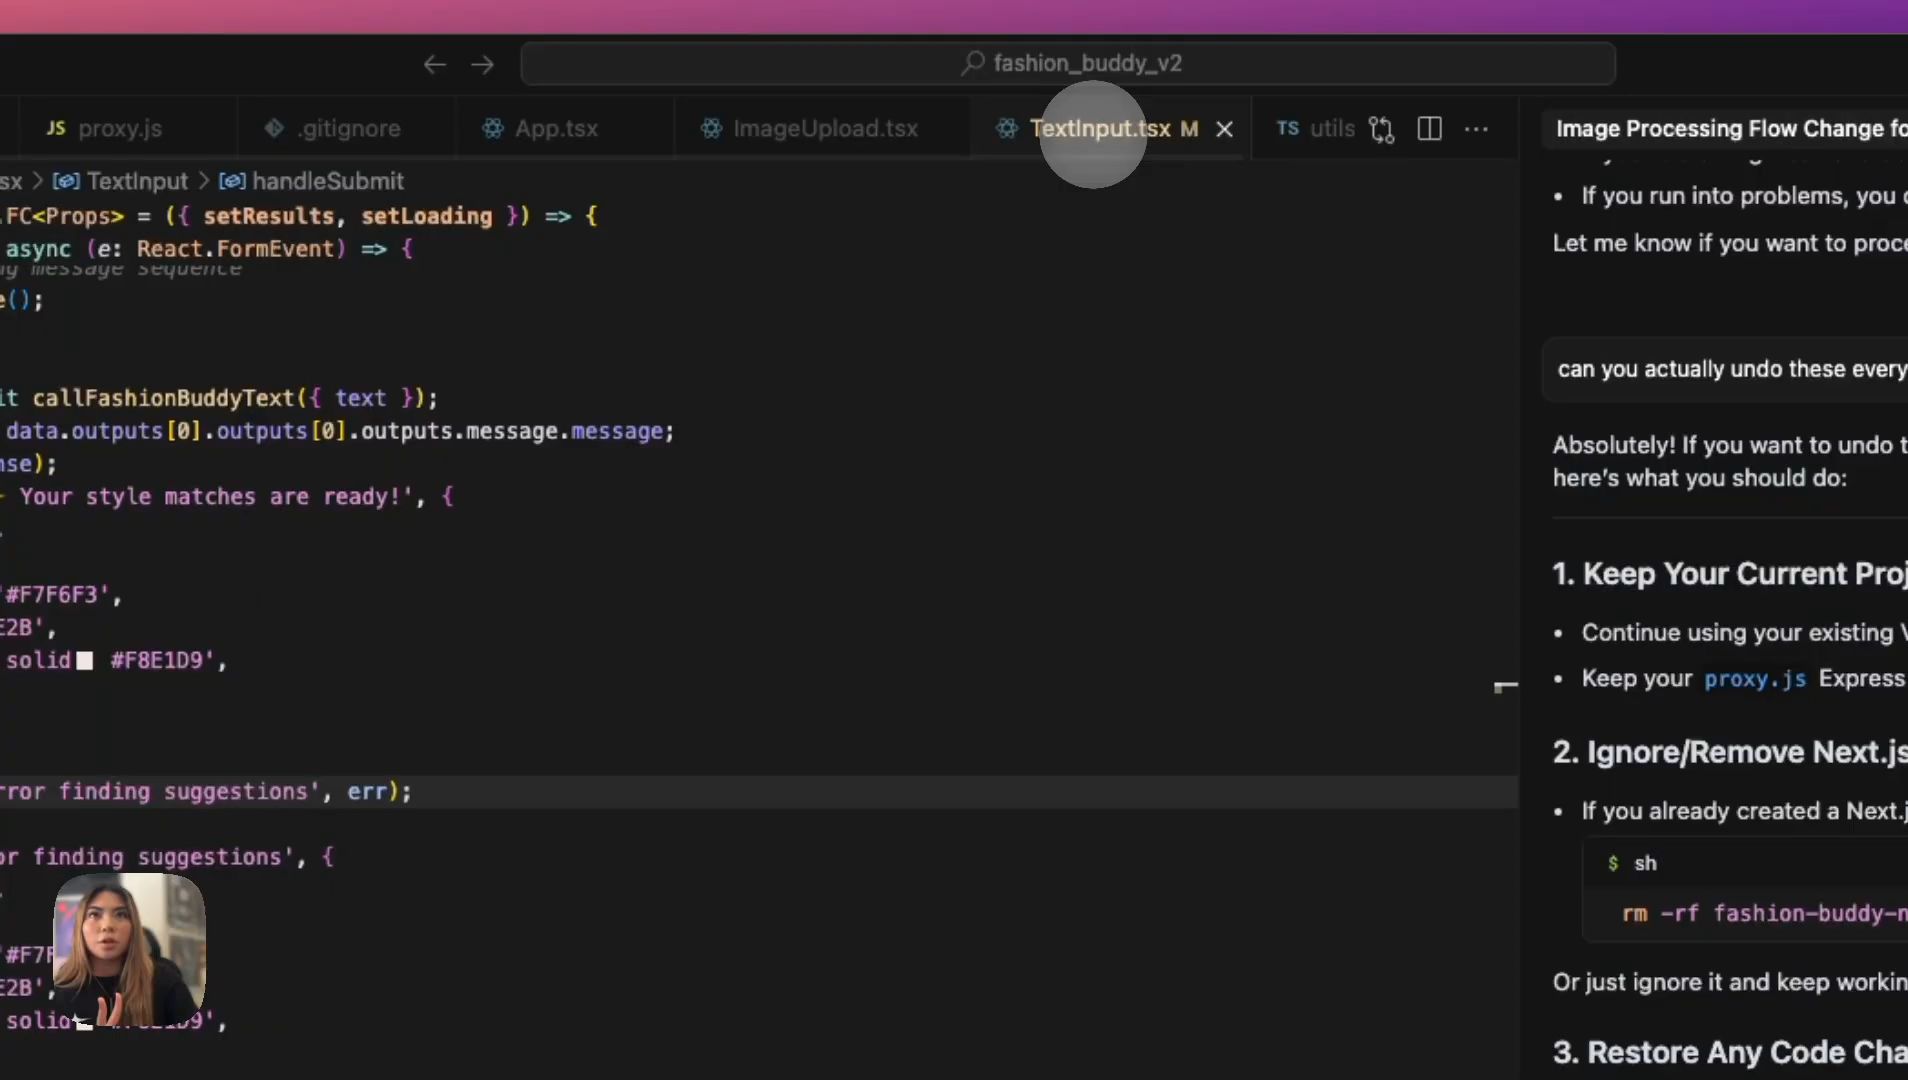 fashion_buddy_v2
JS proxy.js
.gitignore
App.tsx
ImageUpload.tsx
TextInput.tsx M
TS utils
sx > TextInput > handleSubmit
.FC<Props> = ({ setResults, setLoading }) => {
async (e: React.FormEvent) => {
message sequence
e();
it callFashionBuddyText({ text });
data.outputs[0].outputs[0].outputs.message.message;
nse);
Your style matches are ready!', {
'#F7F6F3',
E2B',
solid #F8E1D9',
rror finding suggestions', err);
or finding suggestions', {
E2B',
solid
Image Processing Flow Change fo
• If you run into problems, you
Let me know if you want to proce
can you actually undo these every
Absolutely! If you want to undo t
here's what you should do:
1. Keep Your Current Proj
• Continue using your existing V
• Keep your proxy.js Express
2. Ignore/Remove Next.js
• If you already created a Next.j
$ sh
rm -rf fashion-buddy-n
Or just ignore it and keep workin
3. Restore Any Code Cha